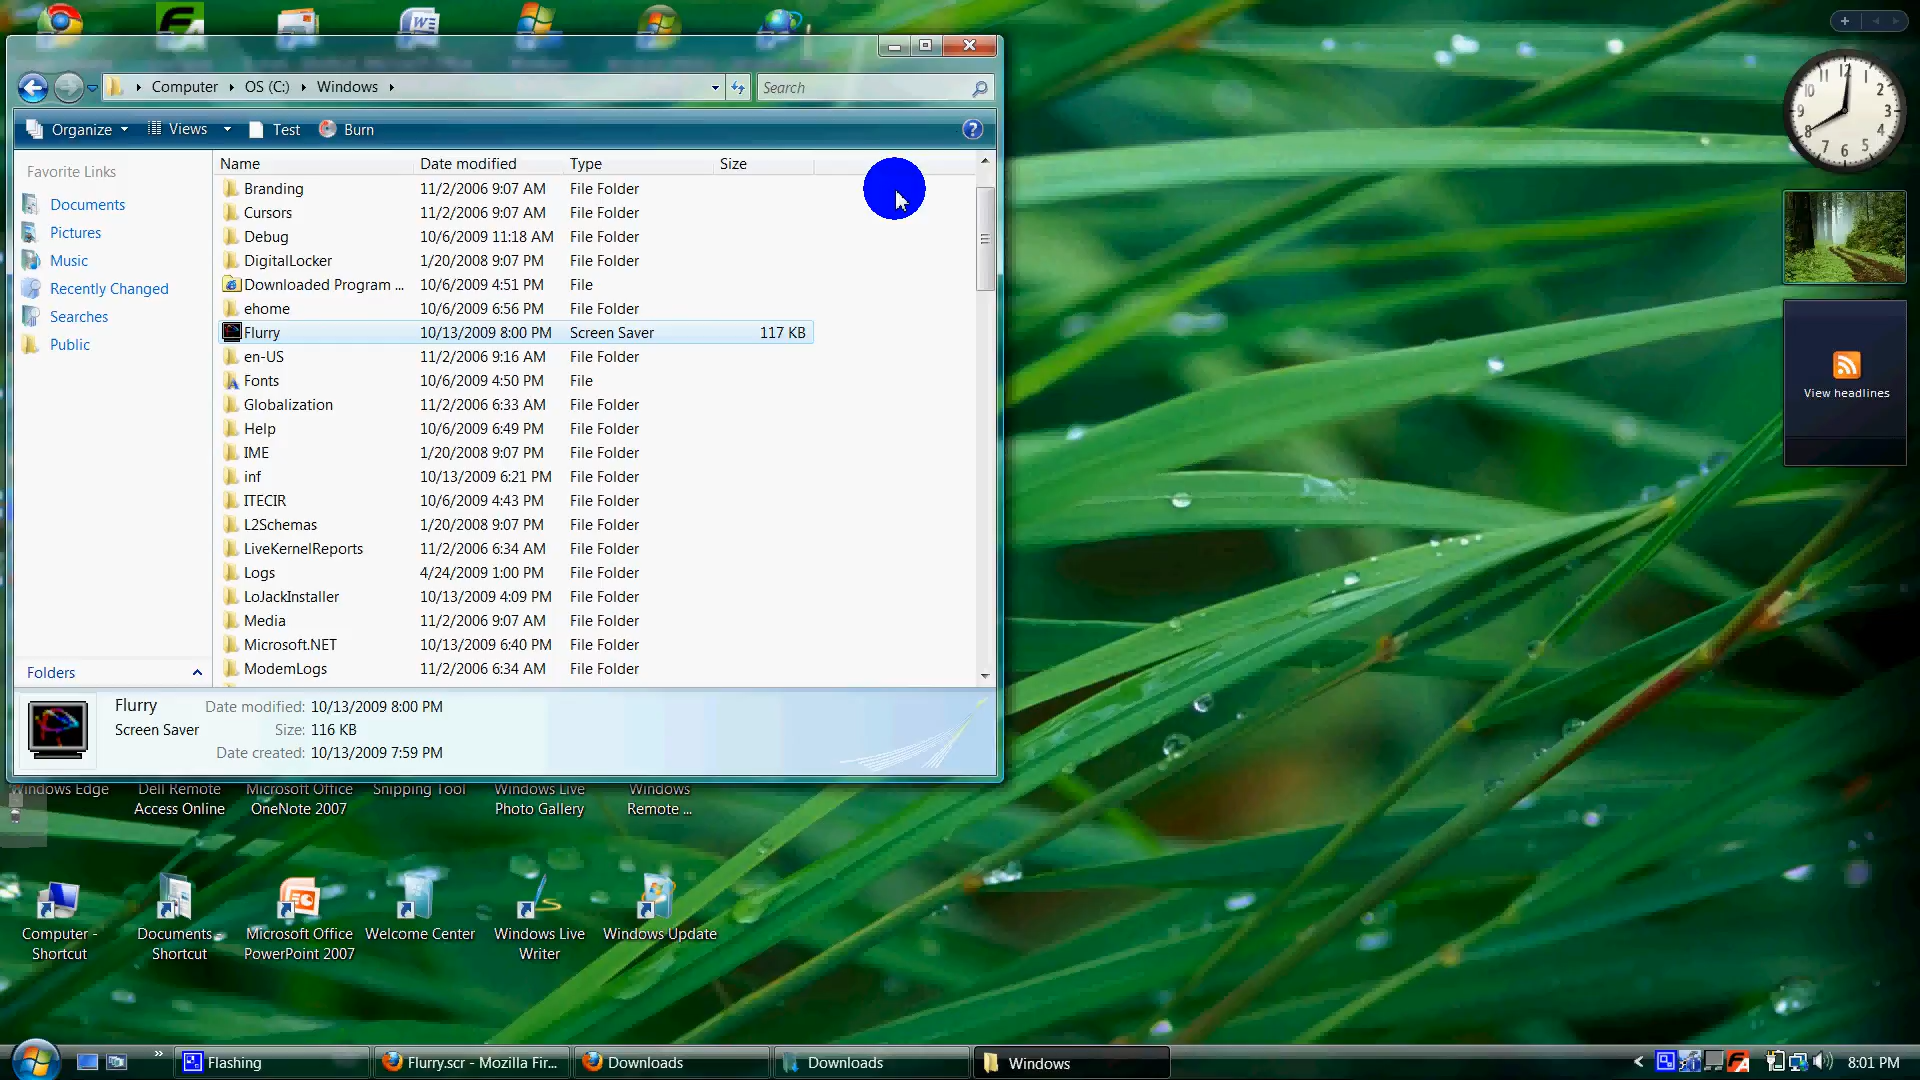 Computer OS (C:) Windows Search
Organize Views Test Burn
Favorite Links
Documents
Pictures
Music
Recently Changed
Searches
Public
Folders
Name Date modified Type Size
Branding 11/2/2006 9:07 AM File Folder
Cursors 11/2/2006 9:07 AM File Folder
Debug 10/6/2009 11:18 AM File Folder
DigitalLocker 1/20/2008 9:07 PM File Folder
Downloaded Program ... 10/6/2009 4:51 PM File
ehome 10/6/2009 6:56 PM File Folder
Flurry 10/13/2009 8:00 PM Screen Saver 117 KB
en-US 11/2/2006 9:16 AM File Folder
Fonts 10/6/2009 4:50 PM File
Globalization 11/2/2006 6:33 AM File Folder
Help 10/6/2009 6:49 PM File Folder
IME 1/20/2008 9:07 PM File Folder
inf 10/13/2009 6:21 PM File Folder
ITECIR 10/6/2009 4:43 PM File Folder
L2Schemas 1/20/2008 9:07 PM File Folder
LiveKernelReports 11/2/2006 6:34 AM File Folder
Logs 4/24/2009 1:00 PM File Folder
LoJackInstaller 10/13/2009 4:09 PM File Folder
Media 11/2/2006 9:07 AM File Folder
Microsoft.NET 10/13/2009 6:40 PM File Folder
ModemLogs 11/2/2006 6:34 AM File Folder
Flurry Date modified: 10/13/2009 8:00 PM
Screen Saver Size: 116 KB
Date created: 10/13/2009 7:59 PM
12 1 2 3 4 5 6 7 8 9 10 11
View headlines
Windows Edge
Dell Remote
Access Online
Microsoft Office
OneNote 2007
Snipping Tool
Windows Live
Photo Gallery
Windows
Remote ...
Computer -
Shortcut
Documents -
Shortcut
Microsoft Office
PowerPoint 2007
Welcome Center
Windows Live
Writer
Windows Update
Flashing Flurry.scr - Mozilla Fir... Downloads Downloads Windows 8:01 PM